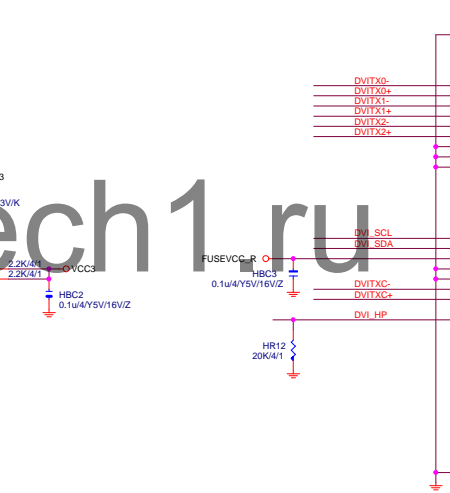 DVITX0-
DVITX0+
DVITX1-
DVITX1+
DVITX2-
DVITX2+
3
3V/K
ech1.ru
DVI_SCL
DVI_SDA
FUSEVCC_R
2.2K/4/1
2.2K/4/1
VCC3
HBC3
0.1u/4/Y5V/16V/Z
DVITXC-
DVITXC+
HBC2
0.1u/4/Y5V/16V/Z
DVI_HP
HR12
20K/4/1